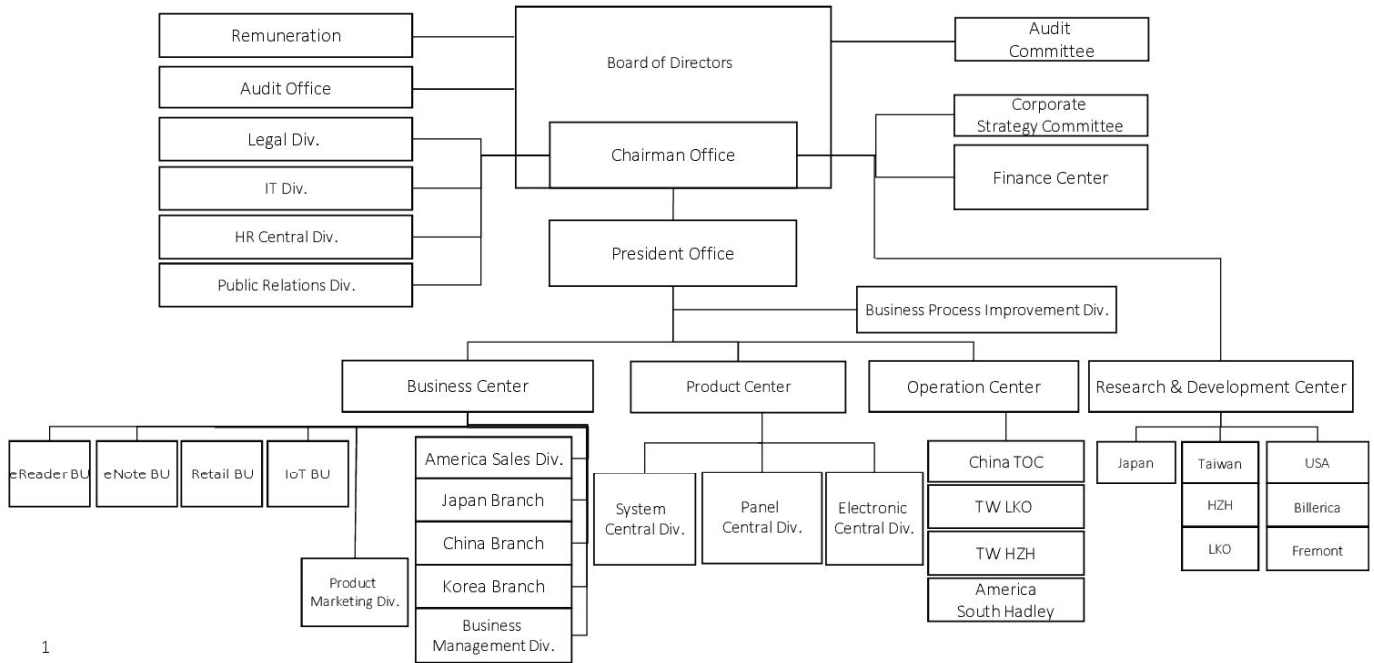 Remuneration
Audit Office
Legal Div.
IT Div.
HR Central Div.
Public Relations Div.
Board of Directors
Chairman Office
President Office
Audit
Committee
Corporate
Strategy Committee
Finance Center
Business Process Improvement Div.
Business Center
Product Center
Operation Center
Research & Development Center
eReader BU
eNote BU
Retail BU
IoT BU
Product
Marketing Div.
America Sales Div.
Japan Branch
China Branch
Korea Branch
Business
Management Div.
System
Central Div.
Panel
Central Div.
Electronic
Central Div.
China TOC
TW LKO
TW HZH
America
South Hadley
Japan
Taiwan
HZH
LKO
USA
Billerica
Fremont
1